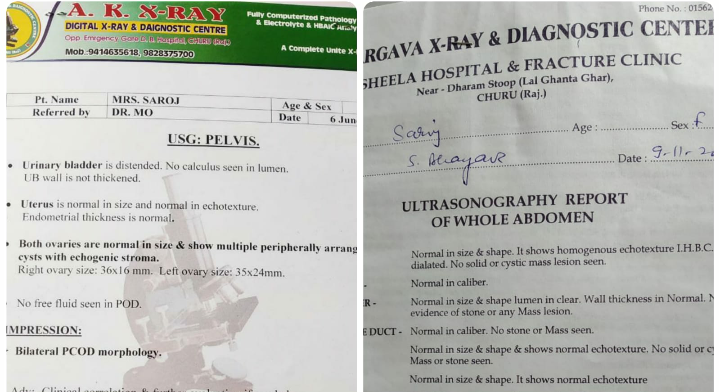 A. K. X-RAY
DIGITAL X-RAY & DAIGNOSTIC CENTRE
Opp. Emrgency Gate D. B. Hospital, CHURU (Raj.)
Mob.:9414635618, 9828375700
Fully Computerized Pathology
& Electrolyte & HBAIC
A Complete Unite X-
Pt. Name MRS. SAROJ Age & Sex
Referred by DR. MO Date 6 Jun
USG: PELVIS.
• Urinary bladder is distended. No calculus seen in lumen.
UB wall is not thickened.
• Uterus is normal in size and normal in echotexture.
Endometrial thickness is normal.
• Both ovaries are normal in size & show multiple peripherally arrang
cysts with echogenic stroma.
Right ovary size: 36x16 mm. Left ovary size: 35x24mm.
No free fluid seen in POD.
IMPRESSION:
Bilateral PCOD morphology.
Phone No. : 01562
RGAVA X-RAY & DIAGNOSTIC CENTE
SHEELA HOSPITAL & FRACTURE CLINIC
Near - Dharam Stoop (Lal Ghanta Ghar),
CHURU (Raj.)
Saroj Age : Sex : F
S. Bhargava Date : 9-11-2
ULTRASONOGRAPHY REPORT
OF WHOLE ABDOMEN
Normal in size & shape. It shows homogenous echotexture I.H.B.C.
dialated. No solid or cystic mass lesion seen.
Normal in caliber.
R - Normal in size & shape lumen in clear. Wall thickness in Normal. N
evidence of stone or any Mass lesion.
E DUCT - Normal in caliber. No stone or Mass seen.
Normal in size & shape & shows normal echotexture. No solid or cy
Mass or stone seen.
Normal in size & shape. It shows normal echotexture